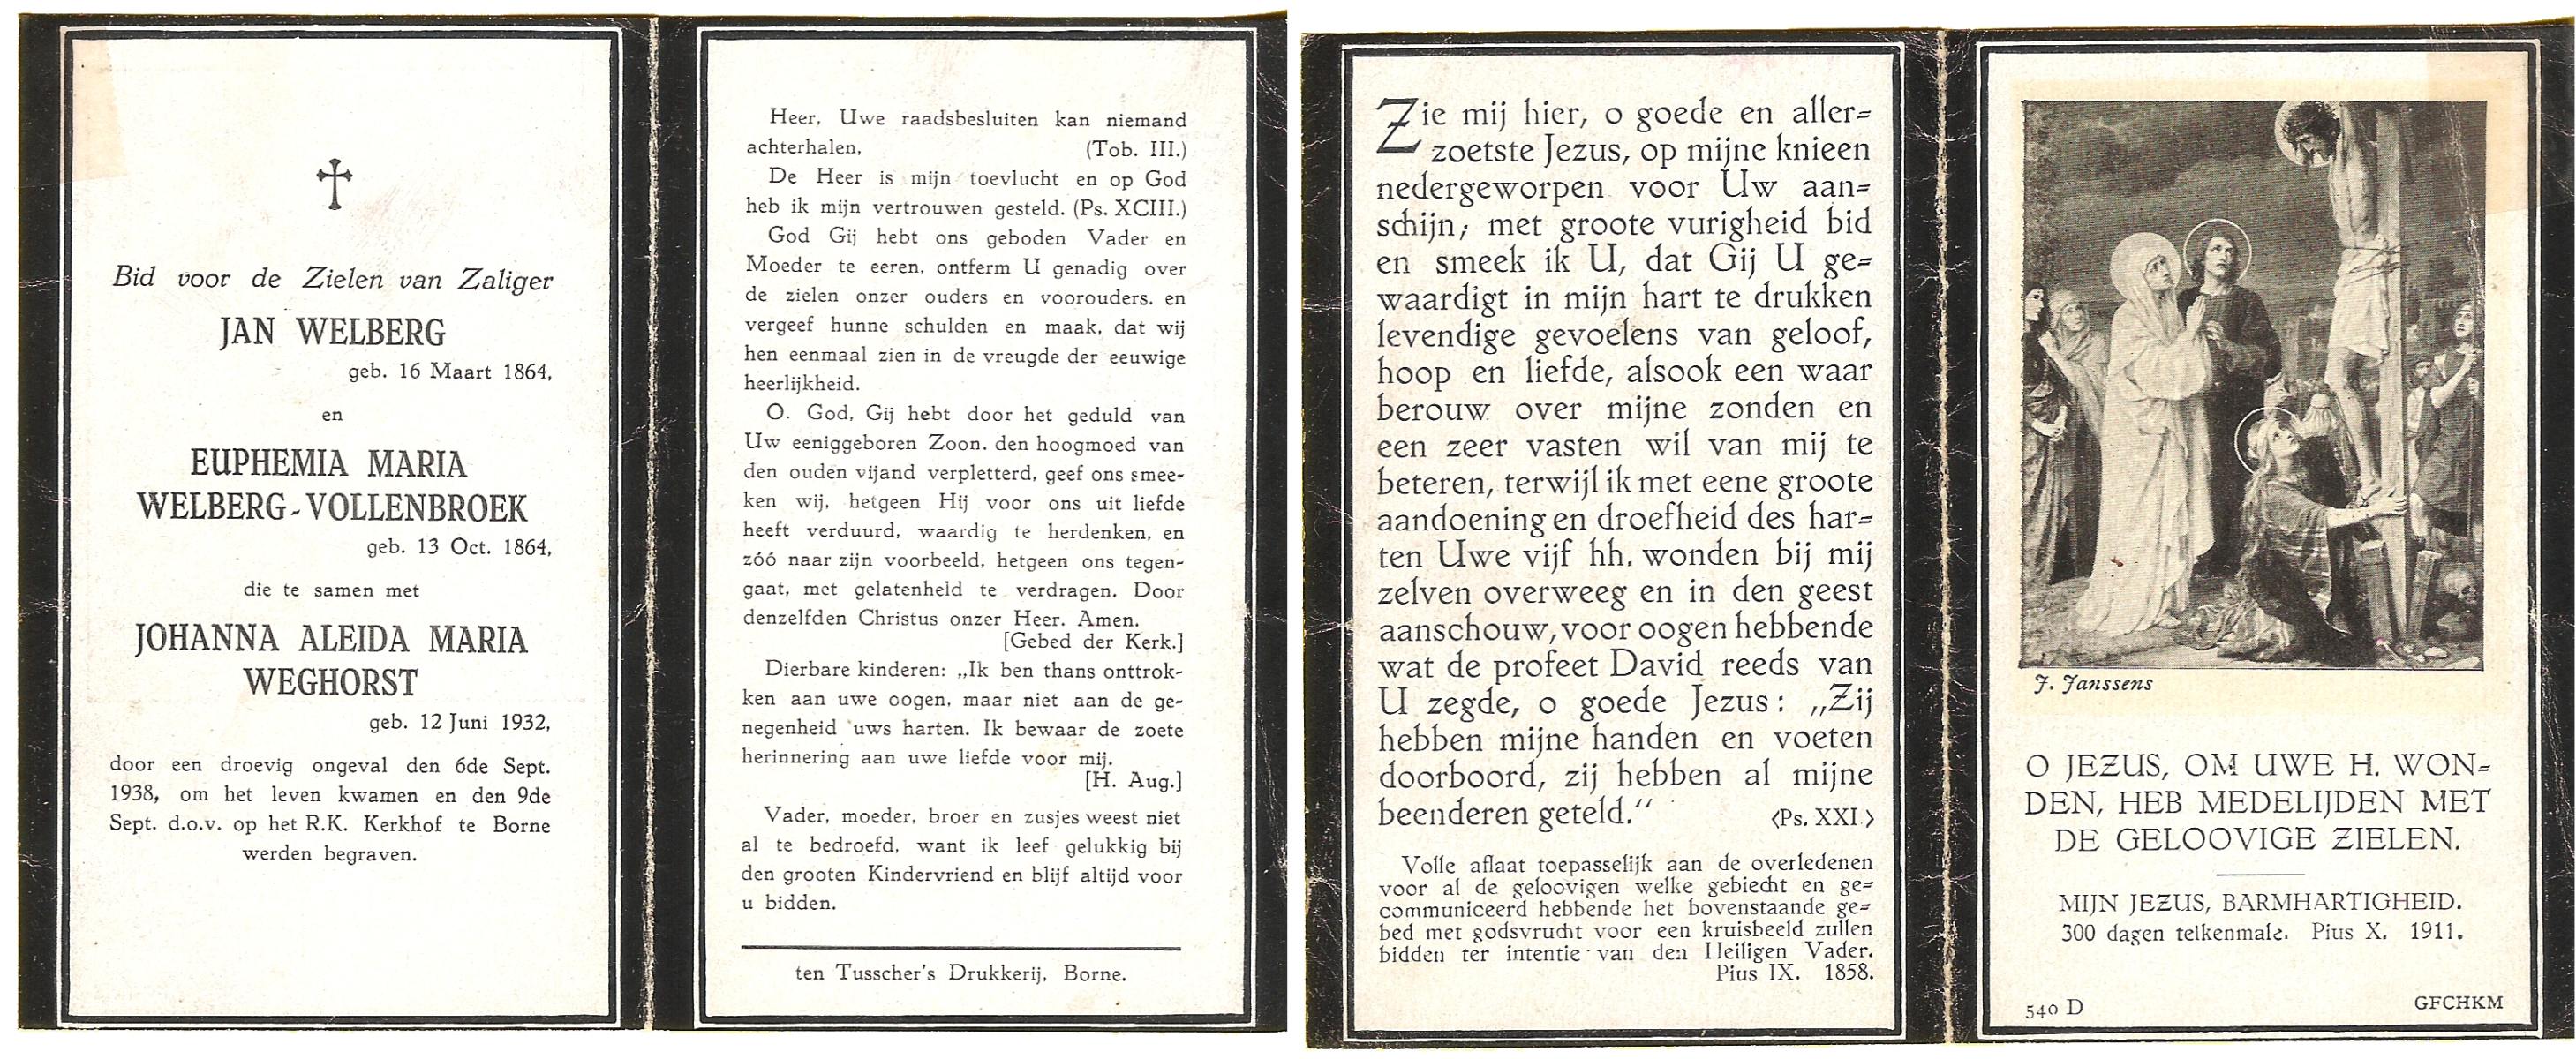 Bid voor de Zielen van Zaliger
JAN WELBERG
geb. 16 Maart 1864,
en
EUPHEMIA MARIA
WELBERG-VOLLENBROEK
geb. 13 Oct. 1864,
die te samen met
JOHANNA ALEIDA MARIA
WEGHORST
geb. 12 Juni 1932,
door een droevig ongeval den 6de Sept.
1938, om het leven kwamen en den 9de
Sept. d.o.v. op het R.K. Kerkhof te Borne
werden begraven.
Heer, Uwe raadsbesluiten kan niemand
achterhalen, (Tob. III.)
De Heer is mijn toevlucht en op God
heb ik mijn vertrouwen gesteld. (Ps. XCIII.)
God Gij hebt ons geboden Vader en
Moeder te eeren, ontferm U genadig over
de zielen onzer ouders en voorouders. en
vergeef hunne schulden en maak, dat wij
hen eenmaal zien in de vreugde der eeuwige
heerlijkheid.
O. God, Gij hebt door het geduld van
Uw eeniggeboren Zoon. den hoogmoed van
den ouden vijand verpletterd, geef ons smee-
ken wij, hetgeen Hij voor ons uit liefde
heeft verduurd, waardig te herdenken, en
zóó naar zijn voorbeeld, hetgeen ons tegen-
gaat, met gelatenheid te verdragen. Door
denzelfden Christus onzer Heer. Amen.
[Gebed der Kerk.]
Dierbare kinderen: „Ik ben thans onttrok-
ken aan uwe oogen, maar niet aan de ge-
negenheid uws harten. Ik bewaar de zoete
herinnering aan uwe liefde voor mij.
[H. Aug.]
Vader, moeder, broer en zusjes weest niet
al te bedroefd, want ik leef gelukkig bij
den grooten Kindervriend en blijf altijd voor
u bidden.
ten Tusscher's Drukkerij, Borne.
Zie mij hier, o goede en aller=
zoetste Jezus, op mijne knieen
nedergeworpen voor Uw aan=
schijn; met groote vurigheid bid
en smeek ik U, dat Gij U ge=
waardigt in mijn hart te drukken
levendige gevoelens van geloof,
hoop en liefde, alsook een waar
berouw over mijne zonden en
een zeer vasten wil van mij te
beteren, terwijl ik met eene groote
aandoening en droefheid des har=
ten Uwe vijf hh. wonden bij mij
zelven overweeg en in den geest
aanschouw, voor oogen hebbende
wat de profeet David reeds van
U zegde, o goede Jezus: „Zij
hebben mijne handen en voeten
doorboord, zij hebben al mijne
beenderen geteld.“ (Ps. XXI.)
Volle aflaat toepasselijk aan de overledenen
voor al de geloovigen welke gebiecht en ge=
communiceerd hebbende het bovenstaande ge=
bed met godsvrucht voor een kruisbeeld zullen
bidden ter intentie van den Heiligen Vader.
Pius IX. 1858.
J. Janssens
O JEZUS, OM UWE H. WON=
DEN, HEB MEDELIJDEN MET
DE GELOOVIGE ZIELEN.
MIJN JEZUS, BARMHARTIGHEID.
300 dagen telkenmale. Pius X. 1911.
540 D GFCHKM